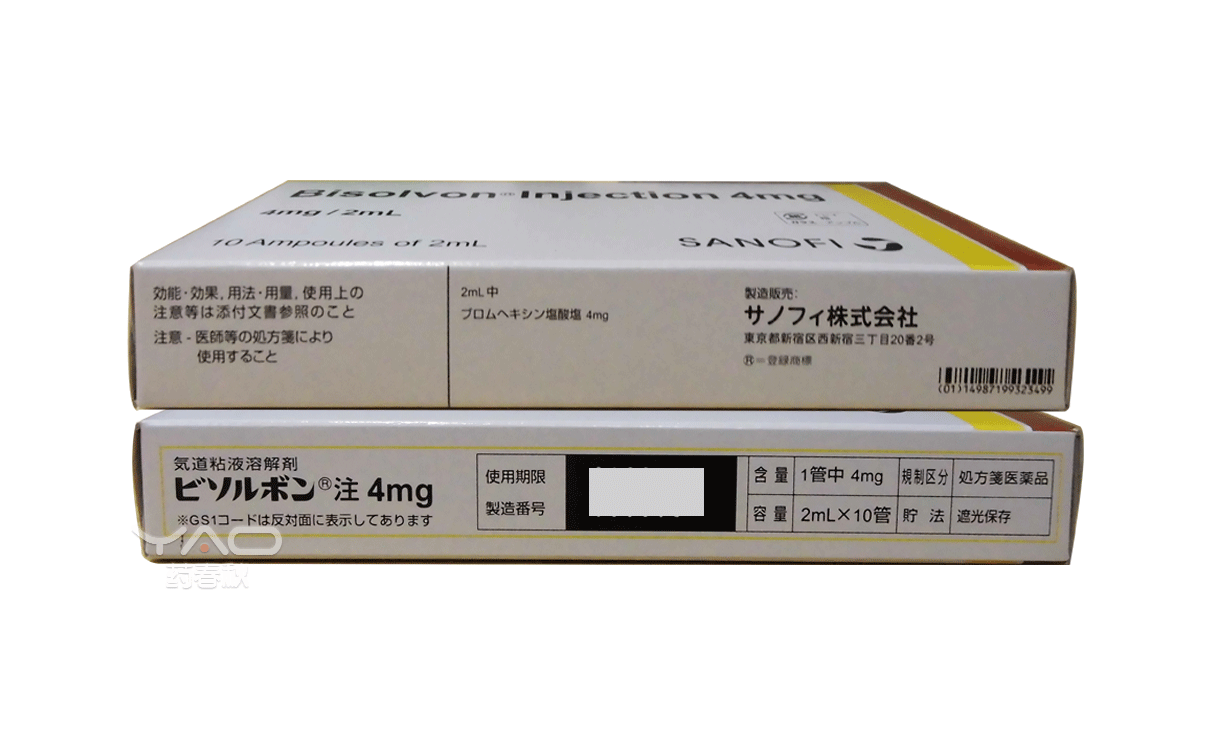 Bisolvon® Injection 4mg
4mg / 2mL
10 Ampoules of 2mL
SANOFI
効能・効果, 用法・用量, 使用上の
注意等は添付文書参照のこと
注意 - 医師等の処方箋により
使用すること
2mL 中
ブロムヘキシン塩酸塩 4mg
製造販売:
サノフィ株式会社
東京都新宿区西新宿三丁目20番2号
®=登録商標
(01)14987199323499
気道粘液溶解剤
ビソルボン®注 4mg
※GS1コードは反対面に表示してあります
使用期限
製造番号
含 量 1管中 4mg 規制区分 処方箋医薬品
容 量 2mL×10管 貯 法 遮光保存
YAO
药春秋